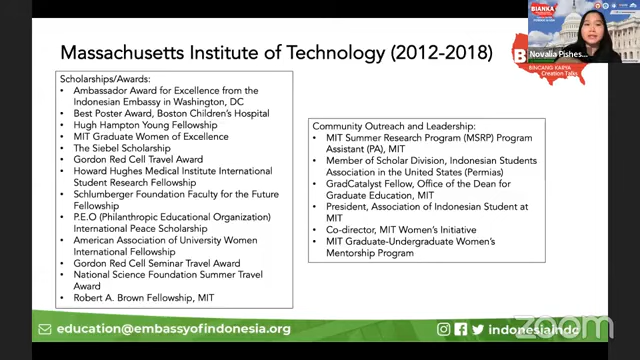 Massachusetts Institute of Technology (2012-2018)
Scholarships/Awards:
• Ambassador Award for Excellence from the
Indonesian Embassy in Washington, DC
• Best Poster Award, Boston Children's Hospital
• Hugh Hampton Young Fellowship
• MIT Graduate Women of Excellence
• The Siebel Scholarship
• Gordon Red Cell Travel Award
• Howard Hughes Medical Institute International
Student Research Fellowship
• Schlumberger Foundation Faculty for the Future
Fellowship
• P.E.O (Philanthropic Educational Organization)
International Peace Scholarship
• American Association of University Women
International Fellowship
• Gordon Red Cell Seminar Travel Award
• National Science Foundation Summer Travel
Award
• Robert A. Brown Fellowship, MIT
Community Outreach and Leadership:
• MIT Summer Research Program (MSRP) Program
Assistant (PA), MIT
• Member of Scholar Division, Indonesian Students
Association in the United States (Permias)
• GradCatalyst Fellow, Office of the Dean for
Graduate Education, MIT
• President, Association of Indonesian Student at
MIT
• Co-director, MIT Women's Initiative
• MIT Graduate-Undergraduate Women's
Mentorship Program
BIANKA
Novalia Pishes...
BINCANG KARYA
Creation Talks
education@embassyofindonesia.org
indonesiaindc
zoom